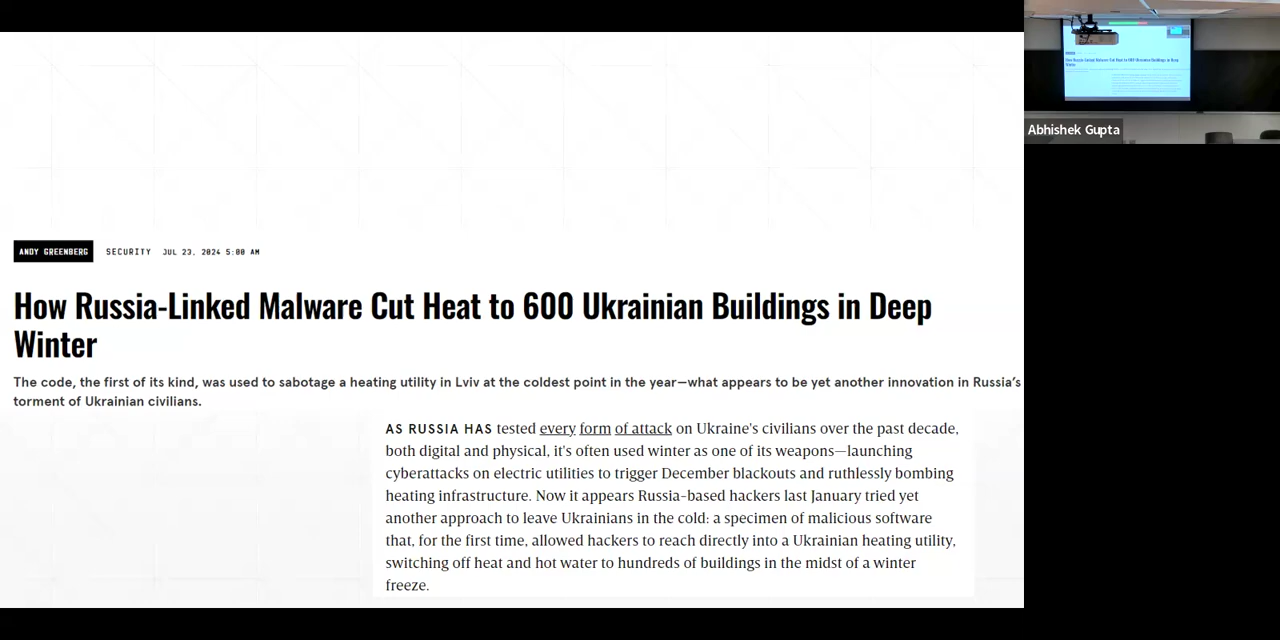 ANDY GREENBERG SECURITY JUL 23, 2024 5:00 AM
How Russia-Linked Malware Cut Heat to 600 Ukrainian Buildings in Deep
Winter
The code, the first of its kind, was used to sabotage a heating utility in Lviv at the coldest point in the year—what appears to be yet another innovation in Russia's
torment of Ukrainian civilians.
AS RUSSIA HAS tested every form of attack on Ukraine's civilians over the past decade,
both digital and physical, it's often used winter as one of its weapons—launching
cyberattacks on electric utilities to trigger December blackouts and ruthlessly bombing
heating infrastructure. Now it appears Russia-based hackers last January tried yet
another approach to leave Ukrainians in the cold: a specimen of malicious software
that, for the first time, allowed hackers to reach directly into a Ukrainian heating utility,
switching off heat and hot water to hundreds of buildings in the midst of a winter
freeze.
Abhishek Gupta